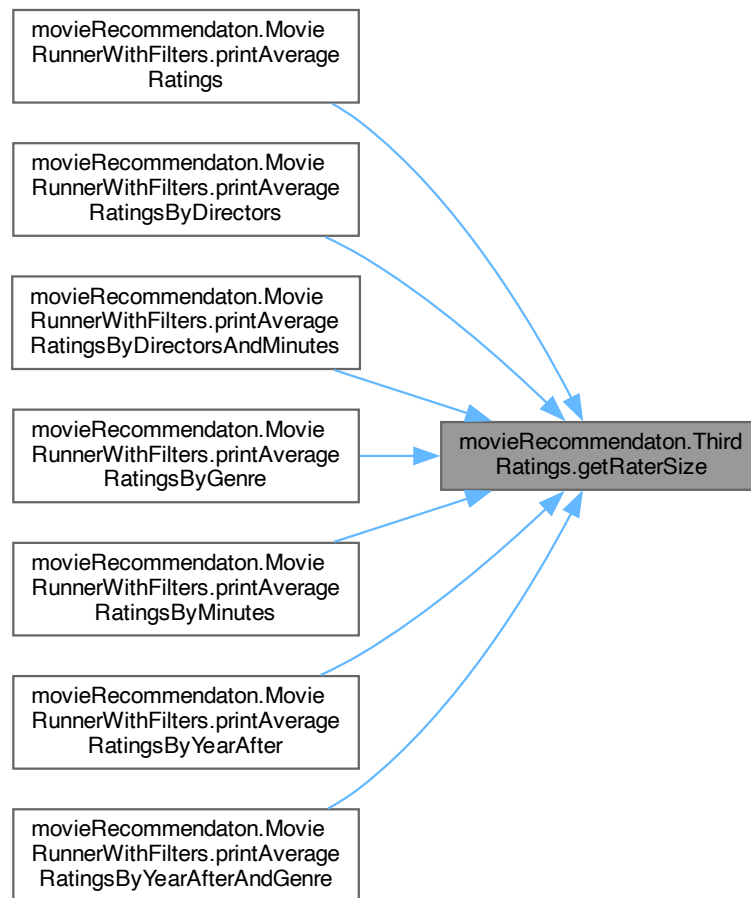 movieRecommendaton.Movie
RunnerWithFilters.printAverage
Ratings
movieRecommendaton.Movie
RunnerWithFilters.printAverage
RatingsByDirectors
movieRecommendaton.Movie
RunnerWithFilters.printAverage
RatingsByDirectorsAndMinutes
movieRecommendaton.Movie
RunnerWithFilters.printAverage
RatingsByGenre
movieRecommendaton.Third
Ratings.getRaterSize
movieRecommendaton.Movie
RunnerWithFilters.printAverage
RatingsByMinutes
movieRecommendaton.Movie
RunnerWithFilters.printAverage
RatingsByYearAfter
movieRecommendaton.Movie
RunnerWithFilters.printAverage
RatingsByYearAfterAndGenre